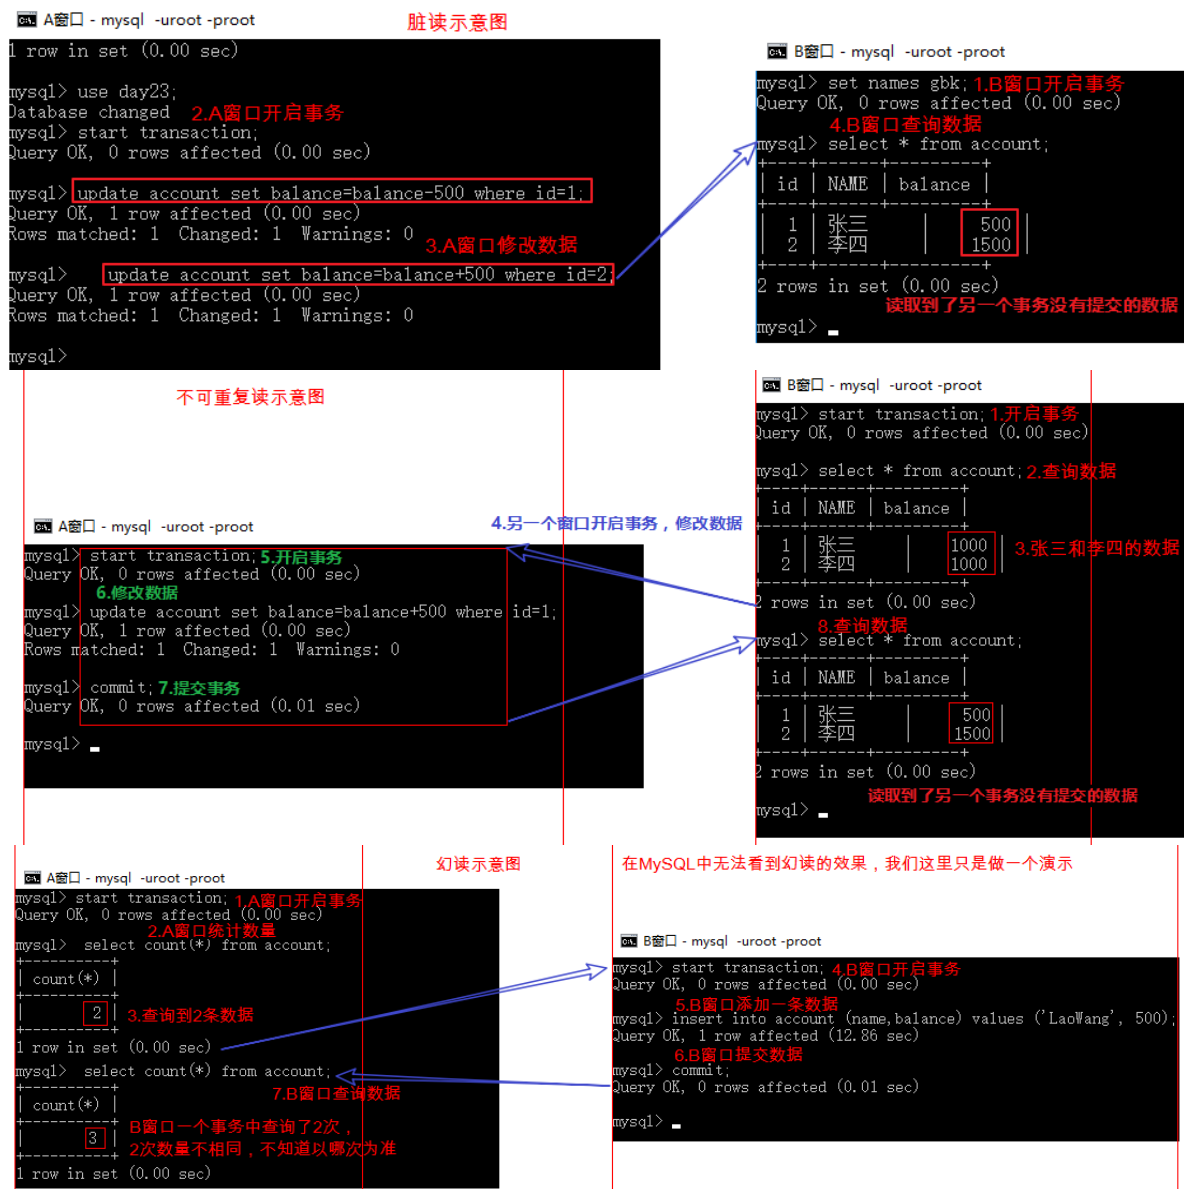 A窗口 - mysql -uroot -proot
脏读示意图
1 row in set (0.00 sec)
mysql> use day23;
Database changed 2.A窗口开启事务
mysql> start transaction;
Query OK, 0 rows affected (0.00 sec)
mysql> update account set balance=balance-500 where id=1;
Query OK, 1 row affected (0.00 sec)
Rows matched: 1 Changed: 1 Warnings: 0
3.A窗口修改数据
mysql> update account set balance=balance+500 where id=2;
Query OK, 1 row affected (0.00 sec)
Rows matched: 1 Changed: 1 Warnings: 0
mysql>
B窗口 - mysql -uroot -proot
mysql> set names gbk; 1.B窗口开启事务
Query OK, 0 rows affected (0.00 sec)
4.B窗口查询数据
mysql> select * from account;
+----+------+---------+
| id | NAME | balance |
+----+------+---------+
| 1 | 张三 | 500 |
| 2 | 李四 | 1500 |
+----+------+---------+
2 rows in set (0.00 sec)
读取到了另一个事务没有提交的数据
mysql> _
不可重复读示意图
B窗口 - mysql -uroot -proot
mysql> start transaction; 1.开启事务
Query OK, 0 rows affected (0.00 sec)
mysql> select * from account; 2.查询数据
+----+------+---------+
| id | NAME | balance |
+----+------+---------+
| 1 | 张三 | 1000 |
| 2 | 李四 | 1000 |
3.张三和李四的数据
+----+------+---------+
2 rows in set (0.00 sec)
4.另一个窗口开启事务，修改数据
A窗口 - mysql -uroot -proot
mysql> start transaction; 5.开启事务
Query OK, 0 rows affected (0.00 sec)
6.修改数据
mysql> update account set balance=balance+500 where id=1;
Query OK, 1 row affected (0.00 sec)
Rows matched: 1 Changed: 1 Warnings: 0
mysql> commit; 7.提交事务
Query OK, 0 rows affected (0.01 sec)
mysql> _
8.查询数据
mysql> select * from account;
+----+------+---------+
| id | NAME | balance |
+----+------+---------+
| 1 | 张三 | 500 |
| 2 | 李四 | 1500 |
+----+------+---------+
2 rows in set (0.00 sec)
读取到了另一个事务没有提交的数据
mysql> _
幻读示意图
在MySQL中无法看到幻读的效果，我们这里只是做一个演示
A窗口 - mysql -uroot -proot
mysql> start transaction; 1.A窗口开启事务
Query OK, 0 rows affected (0.00 sec)
2.A窗口统计数量
mysql> select count(*) from account;
+----------+
| count(*) |
+----------+
| 2 | 3.查询到2条数据
+----------+
1 row in set (0.00 sec)
mysql> select count(*) from account;
7.B窗口查询数据
+----------+
| count(*) |
+----------+
| 3 |
+----------+
B窗口一个事务中查询了2次，
2次数量不相同，不知道以哪次为准
1 row in set (0.00 sec)
B窗口 - mysql -uroot -proot
mysql> start transaction; 4.B窗口开启事务
Query OK, 0 rows affected (0.00 sec)
5.B窗口添加一条数据
mysql> insert into account (name,balance) values ('LaoWang', 500);
Query OK, 1 row affected (12.86 sec)
6.B窗口提交数据
mysql> commit;
Query OK, 0 rows affected (0.01 sec)
mysql> _